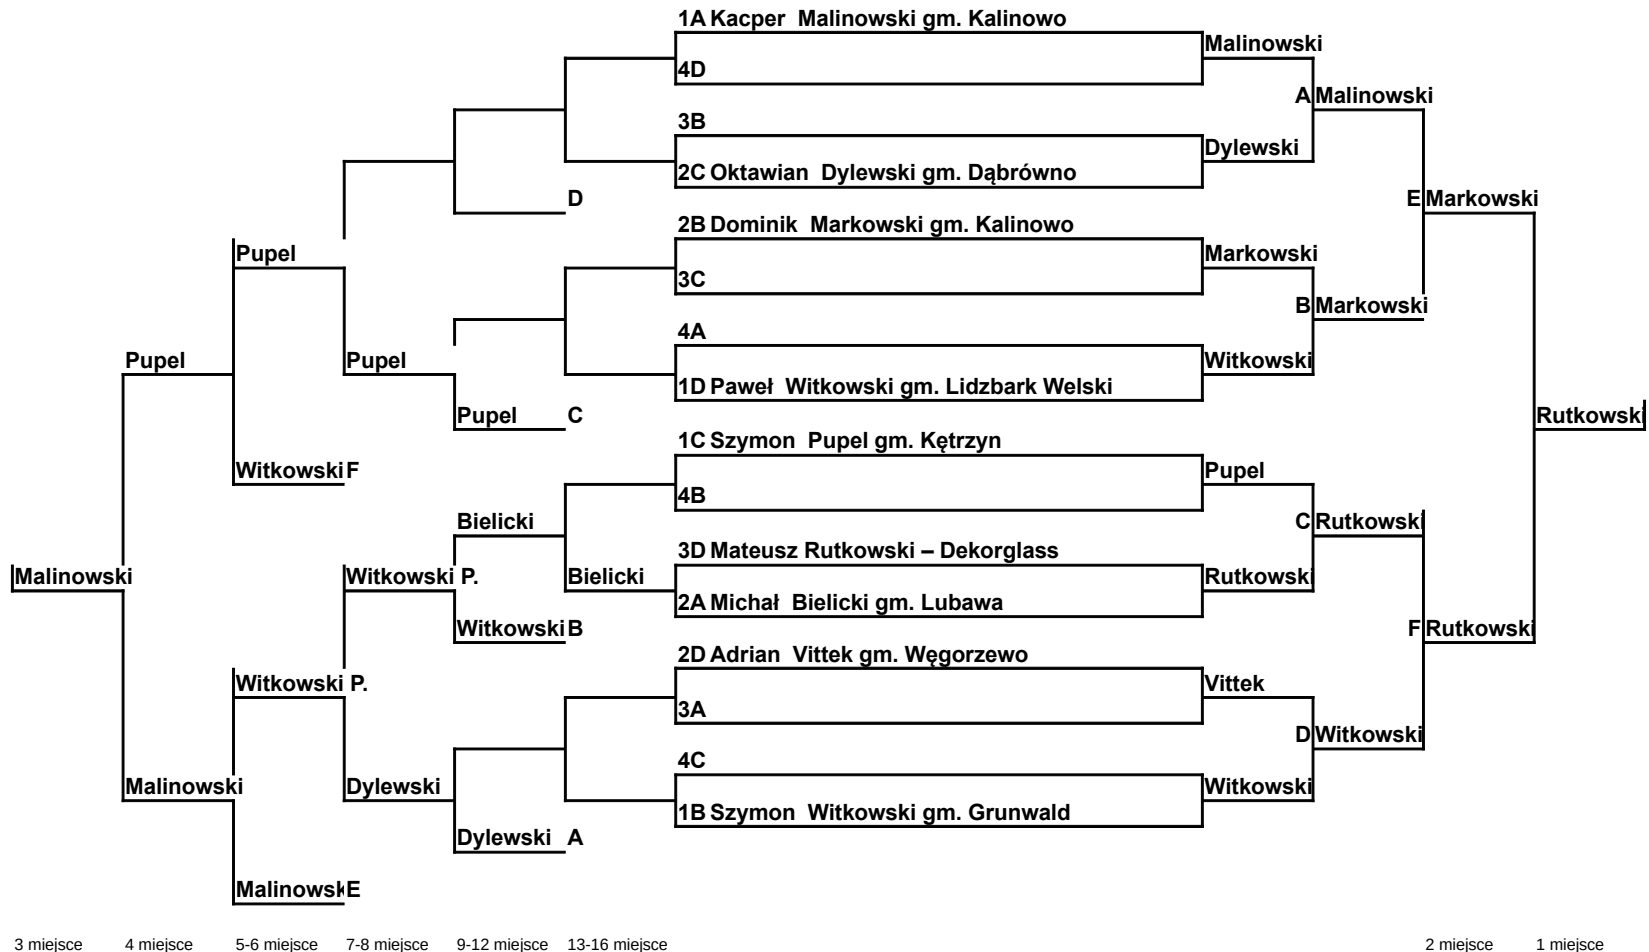 1A Kacper Malinowski gm. Kalinowo
Malinowski
4D
A Malinowski
3B
Dylewski
2C Oktawian Dylewski gm. Dąbrówno
D
E Markowski
2B Dominik Markowski gm. Kalinowo
Pupel
Markowski
3C
B Markowski
4A
Pupel
Pupel
Witkowski
1D Paweł Witkowski gm. Lidzbark Welski
Pupel C
Rutkowski
1C Szymon Pupel gm. Kętrzyn
Witkowski F
Pupel
4B
Bielicki
C Rutkowski
3D Mateusz Rutkowski – Dekorglass
Malinowski
Witkowski P.
Bielicki
Rutkowski
2A Michał Bielicki gm. Lubawa
Witkowski B
F Rutkowski
2D Adrian Vittek gm. Węgorzewo
Witkowski P.
Vittek
3A
D Witkowski
4C
Malinowski
Dylewski
Witkowski
1B Szymon Witkowski gm. Grunwald
Dylewski A
Malinowsk E
3 miejsce 4 miejsce 5-6 miejsce 7-8 miejsce 9-12 miejsce 13-16 miejsce 2 miejsce 1 miejsce